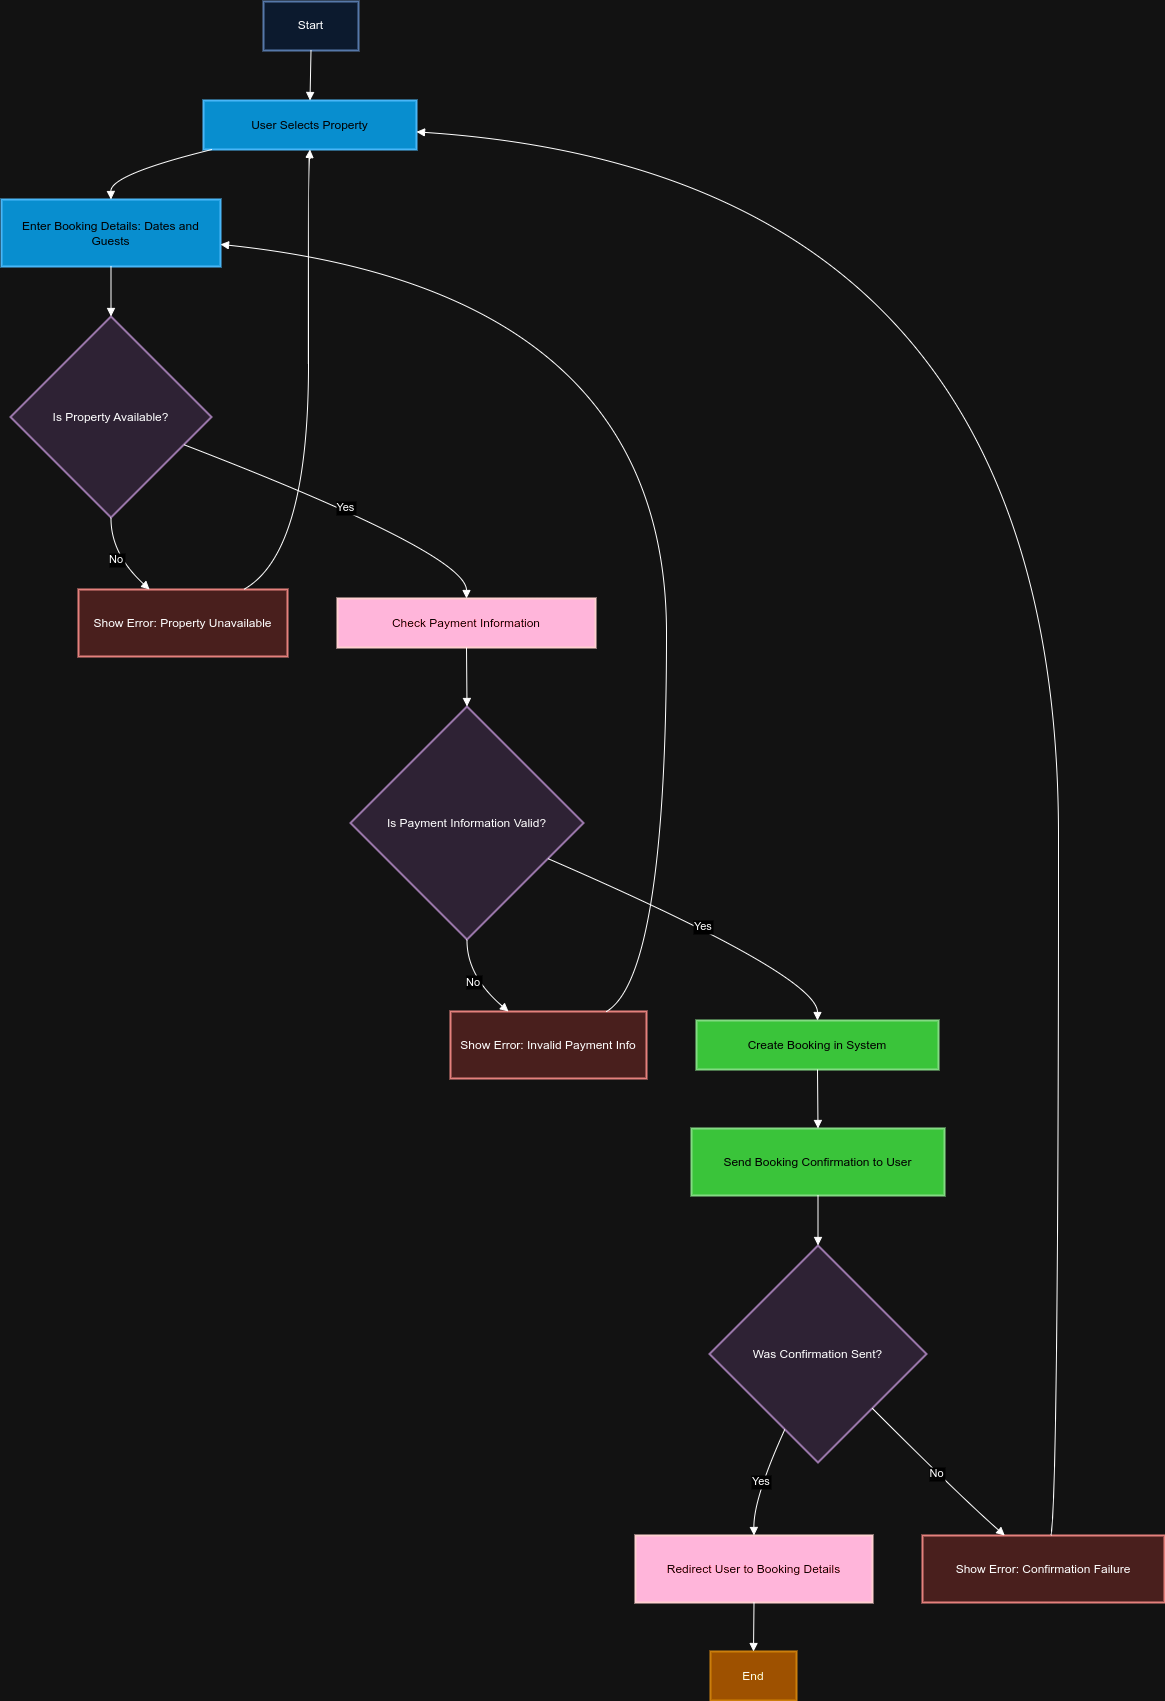 Start
User Selects Property
Enter Booking Details: Dates and
Guests
Is Property Available?
Yes
No
Show Error: Property Unavailable
Check Payment Information
Is Payment Information Valid?
Yes
No
Show Error: Invalid Payment Info
Create Booking in System
Send Booking Confirmation to User
Was Confirmation Sent?
Yes
No
Redirect User to Booking Details
Show Error: Confirmation Failure
End